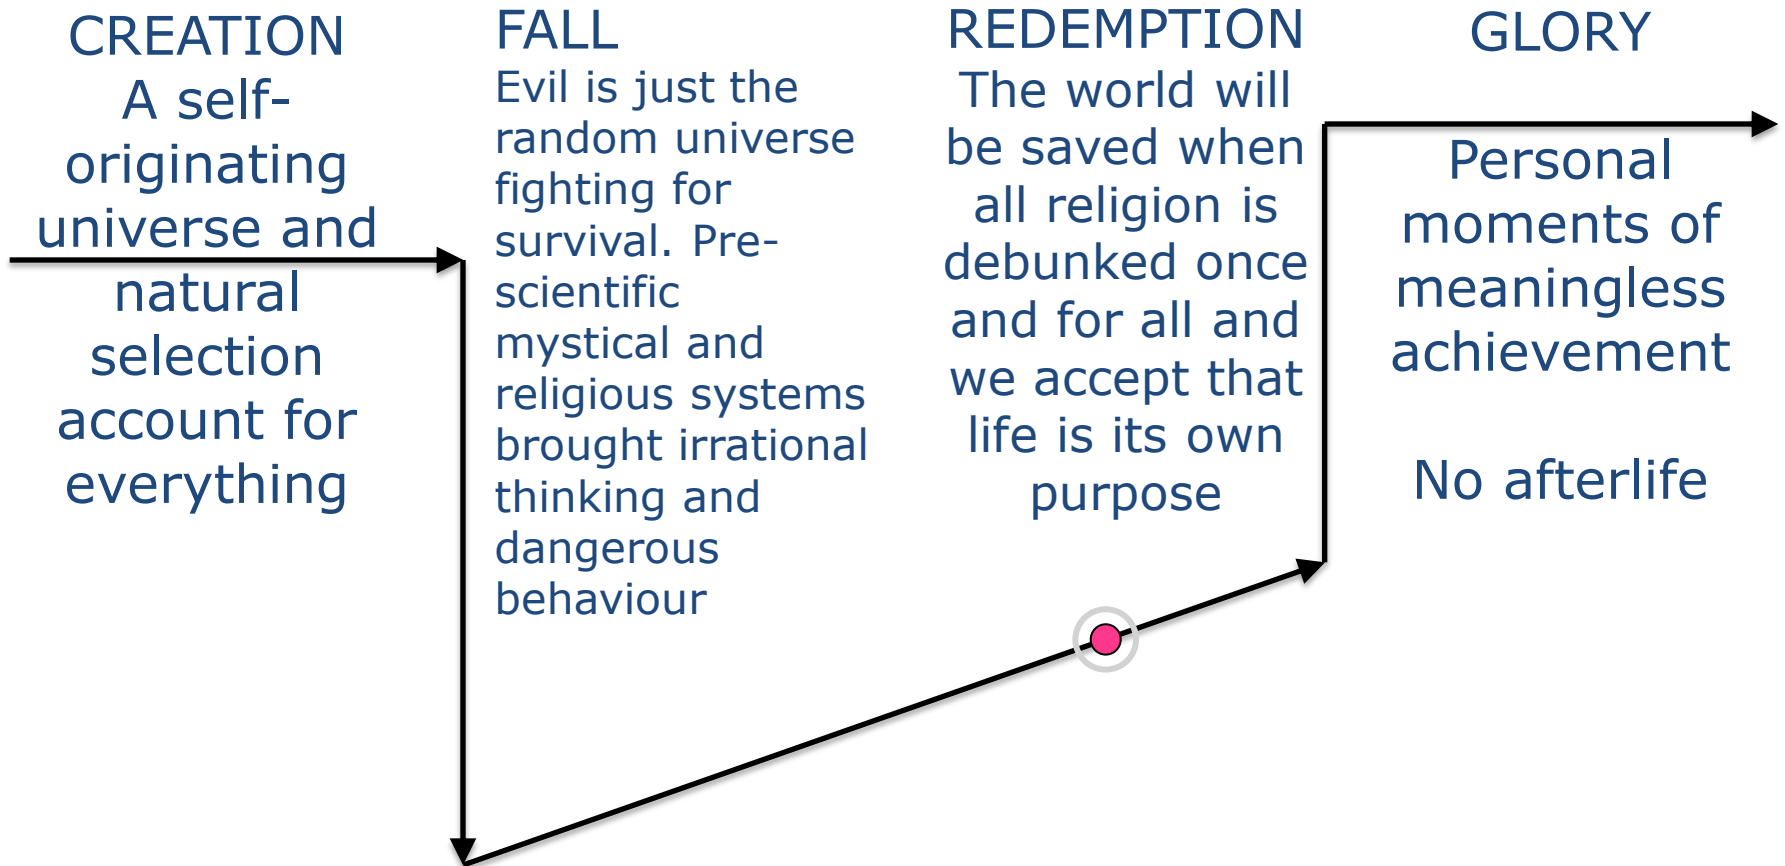 CREATION
A self-
originating
universe and
natural
selection
account for
everything
FALL
Evil is just the
random universe
fighting for
survival. Pre-
scientific
mystical and
religious systems
brought irrational
thinking and
dangerous
behaviour
REDEMPTION
The world will
be saved when
all religion is
debunked once
and for all and
we accept that
life is its own
purpose
GLORY
Personal
moments of
meaningless
achievement
No afterlife